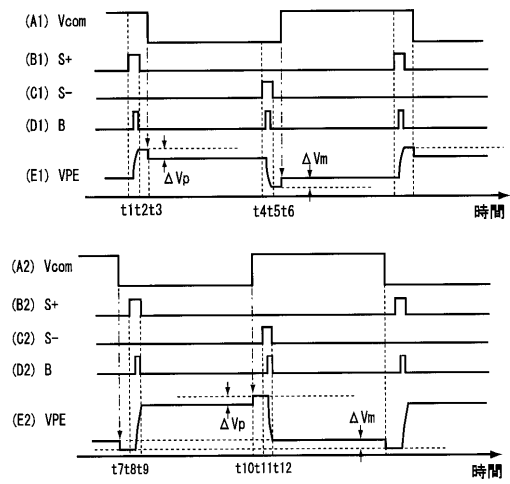 (A1) Vcom
(B1) S+
(C1) S-
(D1) B
(E1) VPE
ΔVp
ΔVm
t1t2t3
t4t5t6
時間
(A2) Vcom
(B2) S+
(C2) S-
(D2) B
(E2) VPE
ΔVp
ΔVm
t7t8t9
t10t11t12
時間